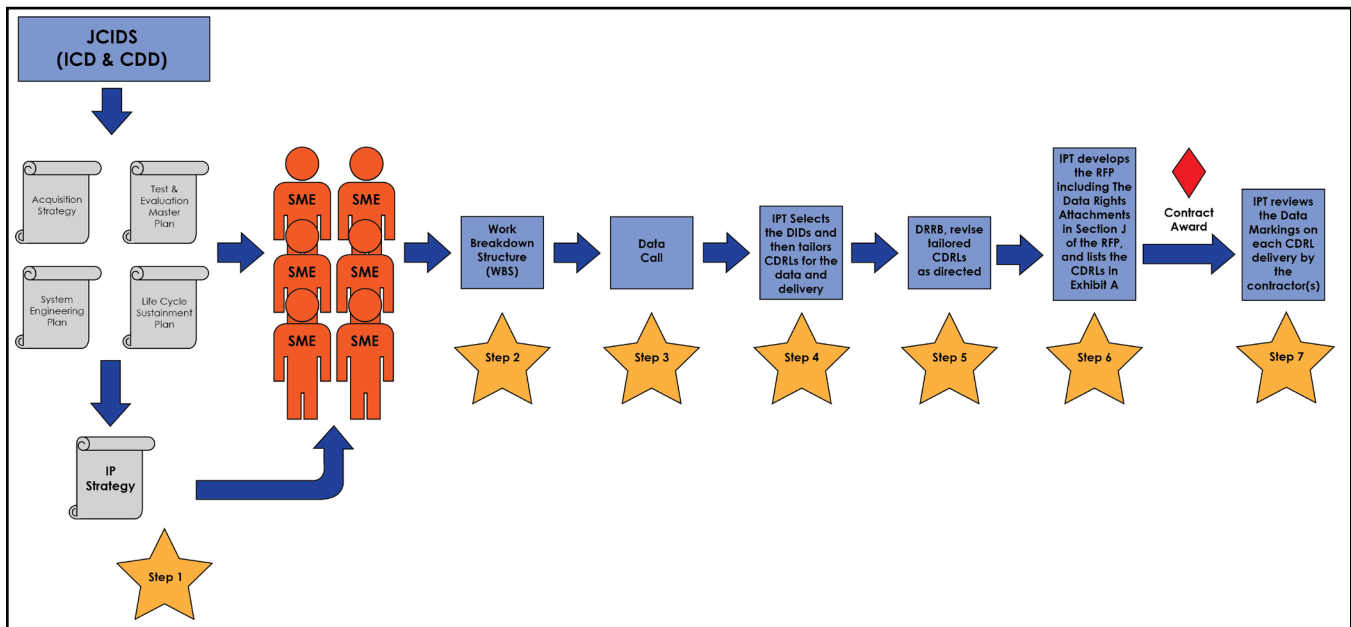 JCIDS
(ICD & CDD)
Acquisition
Strategy
Test &
Evaluation
Master
Plan
System
Engineering
Plan
Life Cycle
Sustainment
Plan
IP
Strategy
Step 1
SME
SME
SME
SME
SME
SME
Work
Breakdown
Structure
(WBS)
Step 2
Data
Call
Step 3
IPT Selects
the DIDs and
then tailors
CDRLs for the
data and
delivery
Step 4
DRRB, revise
tailored
CDRLs
as directed
Step 5
IPT develops
the RFP
including The
Data Rights
Attachments
in Section J
of the RFP,
and lists the
CDRLs in
Exhibit A
Step 6
Contract
Award
IPT reviews
the Data
Markings on
each CDRL
delivery by
the
contractor(s)
Step 7